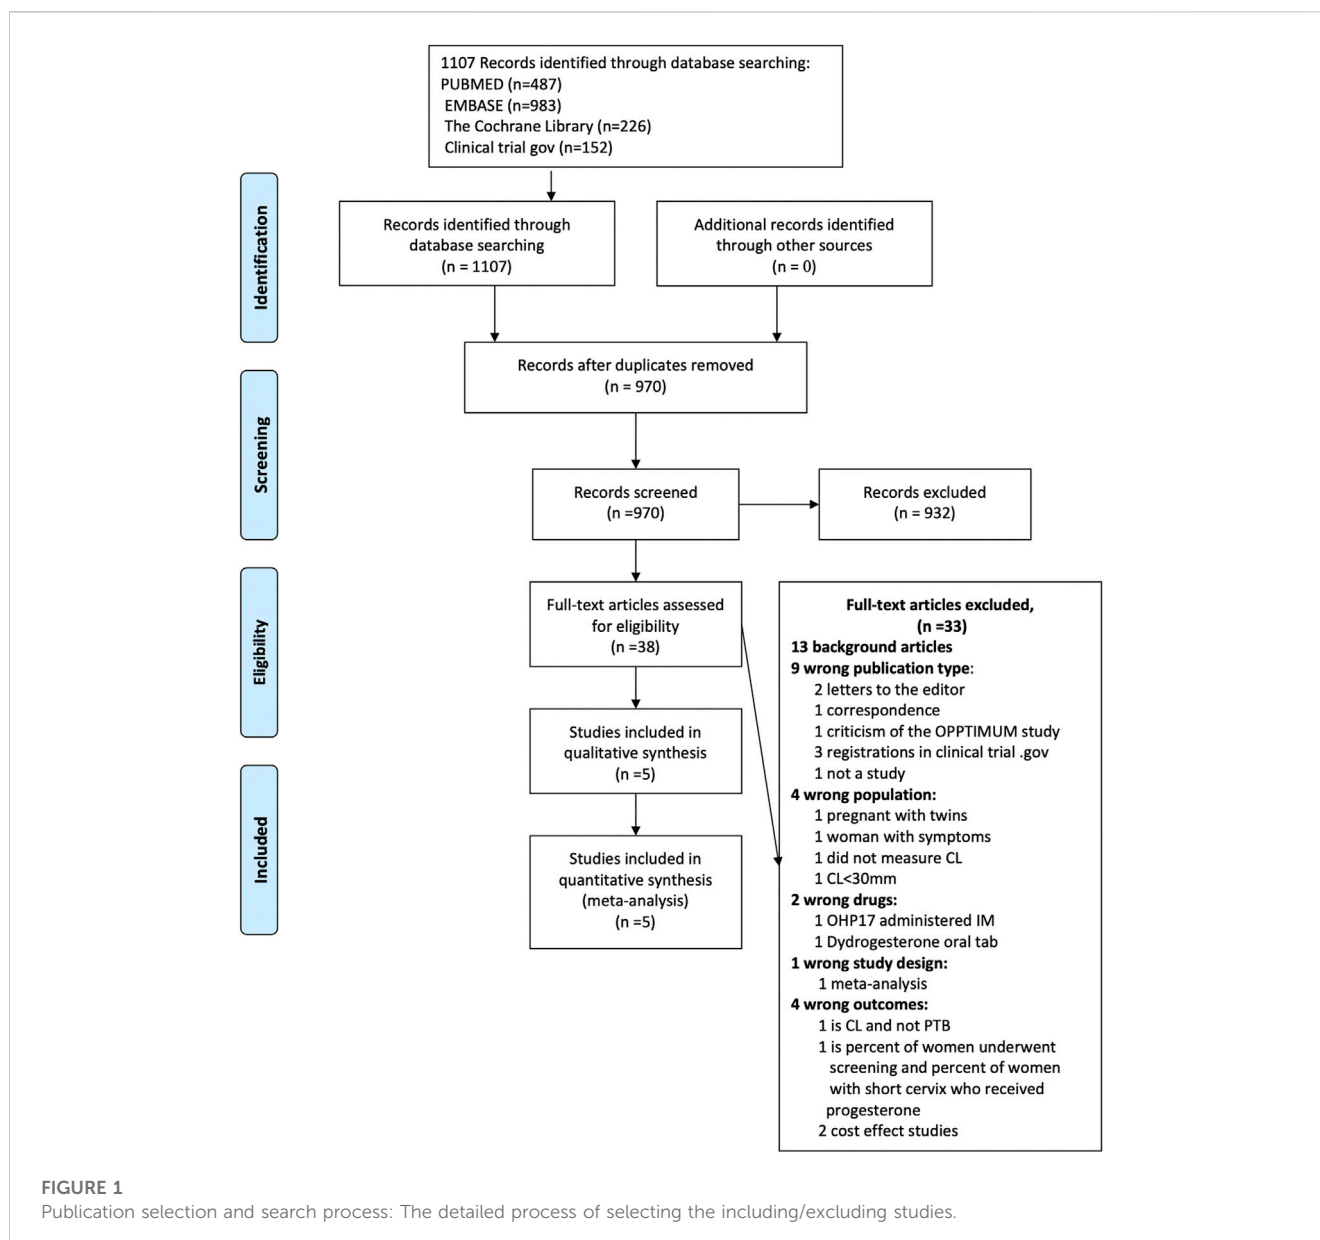 1107 Records identified through database searching:
PUBMED (n=487)
EMBASE (n=983)
The Cochrane Library (n=226)
Clinical trial gov (n=152)
Identification
Records identified through
database searching
(n = 1107)
Additional records identified
through other sources
(n = 0)
Records after duplicates removed
(n = 970)
Screening
Records screened
(n =970)
Records excluded
(n = 932)
Eligibility
Full-text articles assessed
for eligibility
(n =38)
Full-text articles excluded,
(n =33)
13 background articles
9 wrong publication type:
2 letters to the editor
1 correspondence
1 criticism of the OPPTIMUM study
3 registrations in clinical trial .gov
1 not a study
4 wrong population:
1 pregnant with twins
1 woman with symptoms
1 did not measure CL
1 CL<30mm
2 wrong drugs:
1 OHP17 administered IM
1 Dydrogesterone oral tab
1 wrong study design:
1 meta-analysis
4 wrong outcomes:
1 is CL and not PTB
1 is percent of women underwent
screening and percent of women
with short cervix who received
progesterone
2 cost effect studies
Studies included in
qualitative synthesis
(n =5)
Included
Studies included in
quantitative synthesis
(meta-analysis)
(n =5)
FIGURE 1
Publication selection and search process: The detailed process of selecting the including/excluding studies.